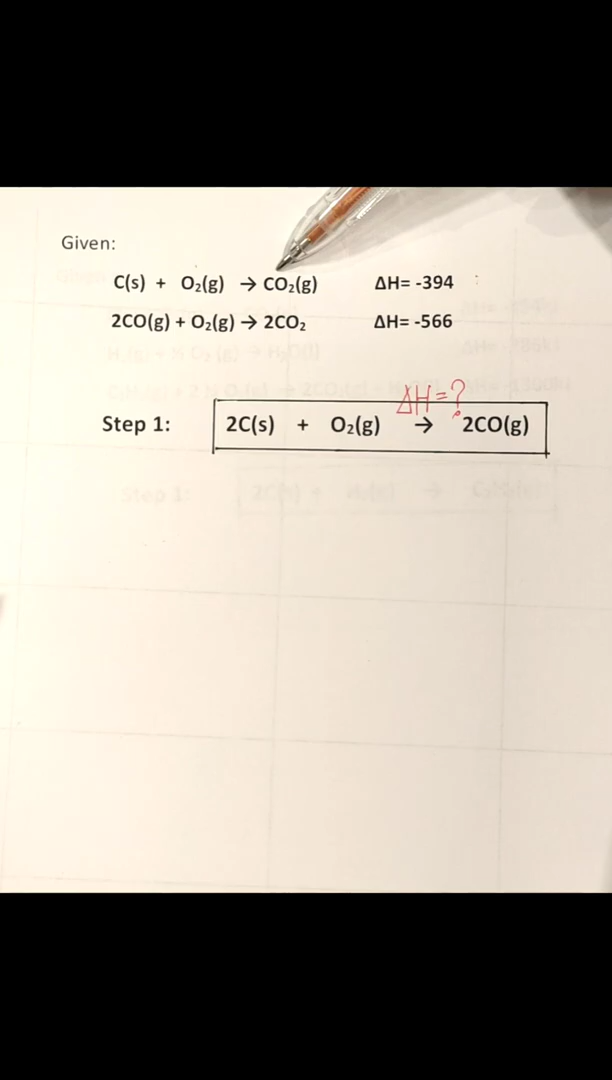 Given:
C(s) + O₂(g) → CO₂(g) ΔH= -394
2CO(g) + O₂(g) → 2CO₂ ΔH= -566
ΔH=?
Step 1: 2C(s) + O₂(g) → 2CO(g)